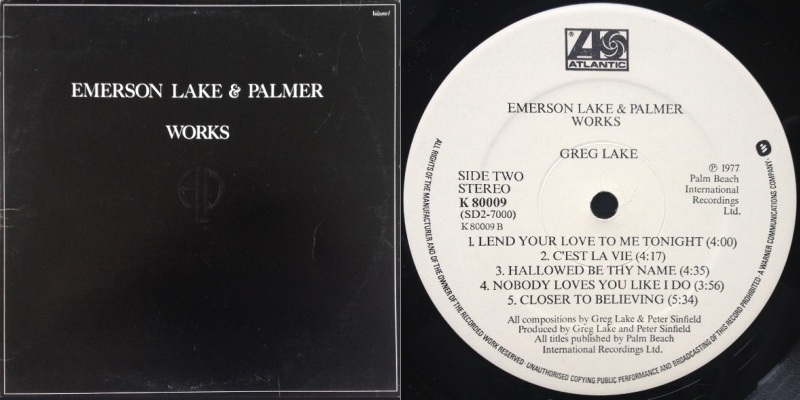 Volume 1
EMERSON LAKE & PALMER
WORKS
ELP
ATLANTIC
EMERSON LAKE & PALMER
WORKS
GREG LAKE
SIDE TWO
STEREO
K 80009
(SD2-7000)
K 80009 B
℗ 1977
Palm Beach
International
Recordings
Ltd.
1. LEND YOUR LOVE TO ME TONIGHT (4:00)
2. C'EST LA VIE (4:17)
3. HALLOWED BE THY NAME (4:35)
4. NOBODY LOVES YOU LIKE I DO (3:56)
5. CLOSER TO BELIEVING (5:34)
All compositions by Greg Lake & Peter Sinfield
Produced by Greg Lake and Peter Sinfield
All titles published by Palm Beach
International Recordings Ltd.
ALL RIGHTS OF THE MANUFACTURER AND OF THE OWNER OF THE RECORDED WORK RESERVED · UNAUTHORISED COPYING PUBLIC PERFORMANCE AND BROADCASTING OF THIS RECORD PROHIBITED · A WARNER COMMUNICATIONS COMPANY ·